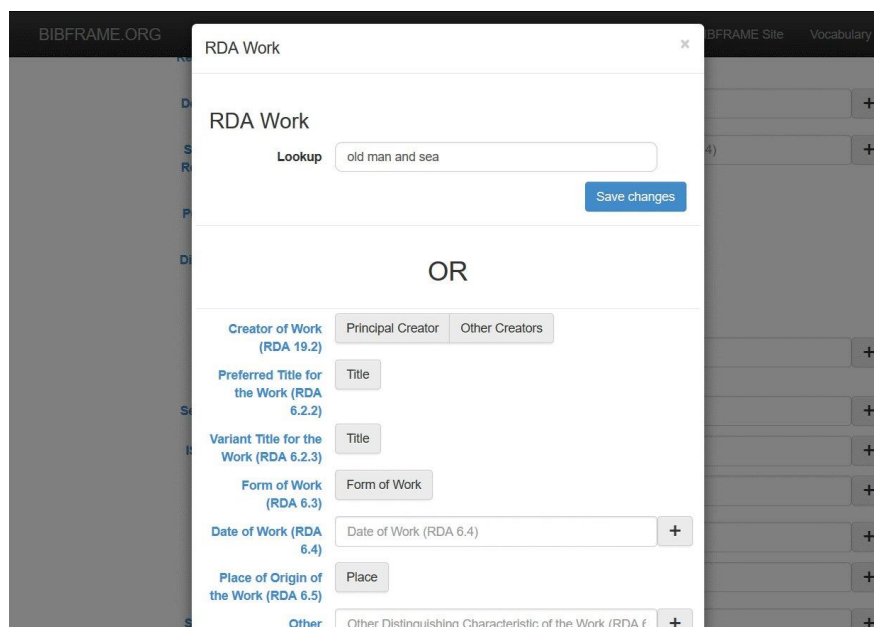 BIBFRAME.ORG
BFRAME Site
Vocabulary
RDA Work
×
RDA Work
Lookup
old man and sea
Save changes
OR
Creator of Work
(RDA 19.2)
Principal Creator
Other Creators
Preferred Title for
the Work (RDA
6.2.2)
Title
Variant Title for the
Work (RDA 6.2.3)
Title
Form of Work
(RDA 6.3)
Form of Work
Date of Work (RDA
6.4)
Date of Work (RDA 6.4)
+
Place of Origin of
the Work (RDA 6.5)
Place
Other
Other Distinguishing Characteristic of the Work (RDA 6
+